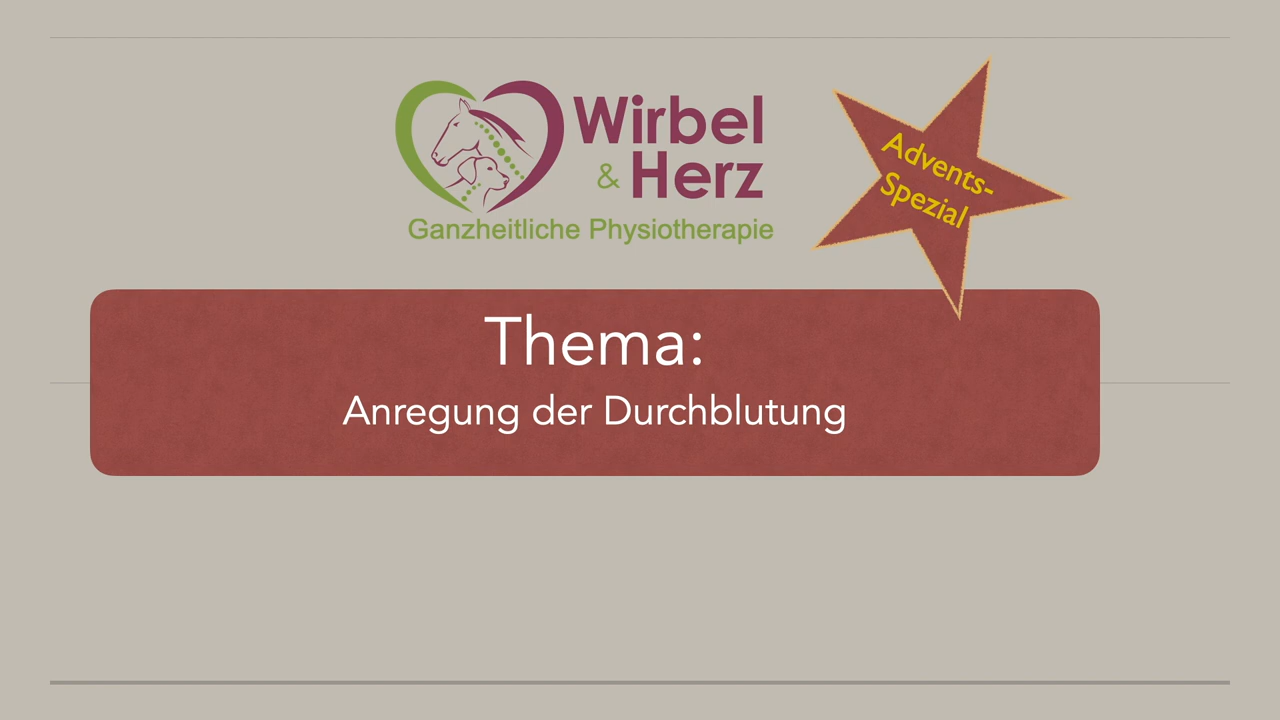 Wirbel
& Herz
Ganzheitliche Physiotherapie
Advents-
Spezial
Thema:
Anregung der Durchblutung